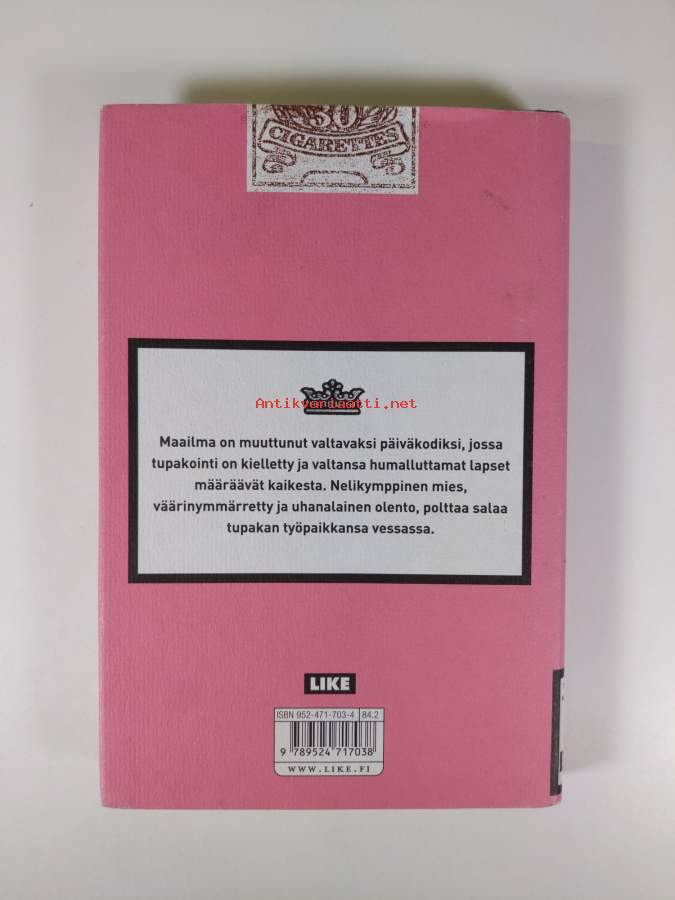 30
CIGARETTES
Antikvariaatti.net
Maailma on muuttunut valtavaksi päiväkodiksi, jossa
tupakointi on kielletty ja valtansa humalluttamat lapset
määräävät kaikesta. Nelikymppinen mies,
väärinymmärretty ja uhanalainen olento, polttaa salaa
tupakan työpaikkansa vessassa.
LIKE
ISBN 952-471-703-4 84.2
9 789524 717038
WWW.LIKE.FI